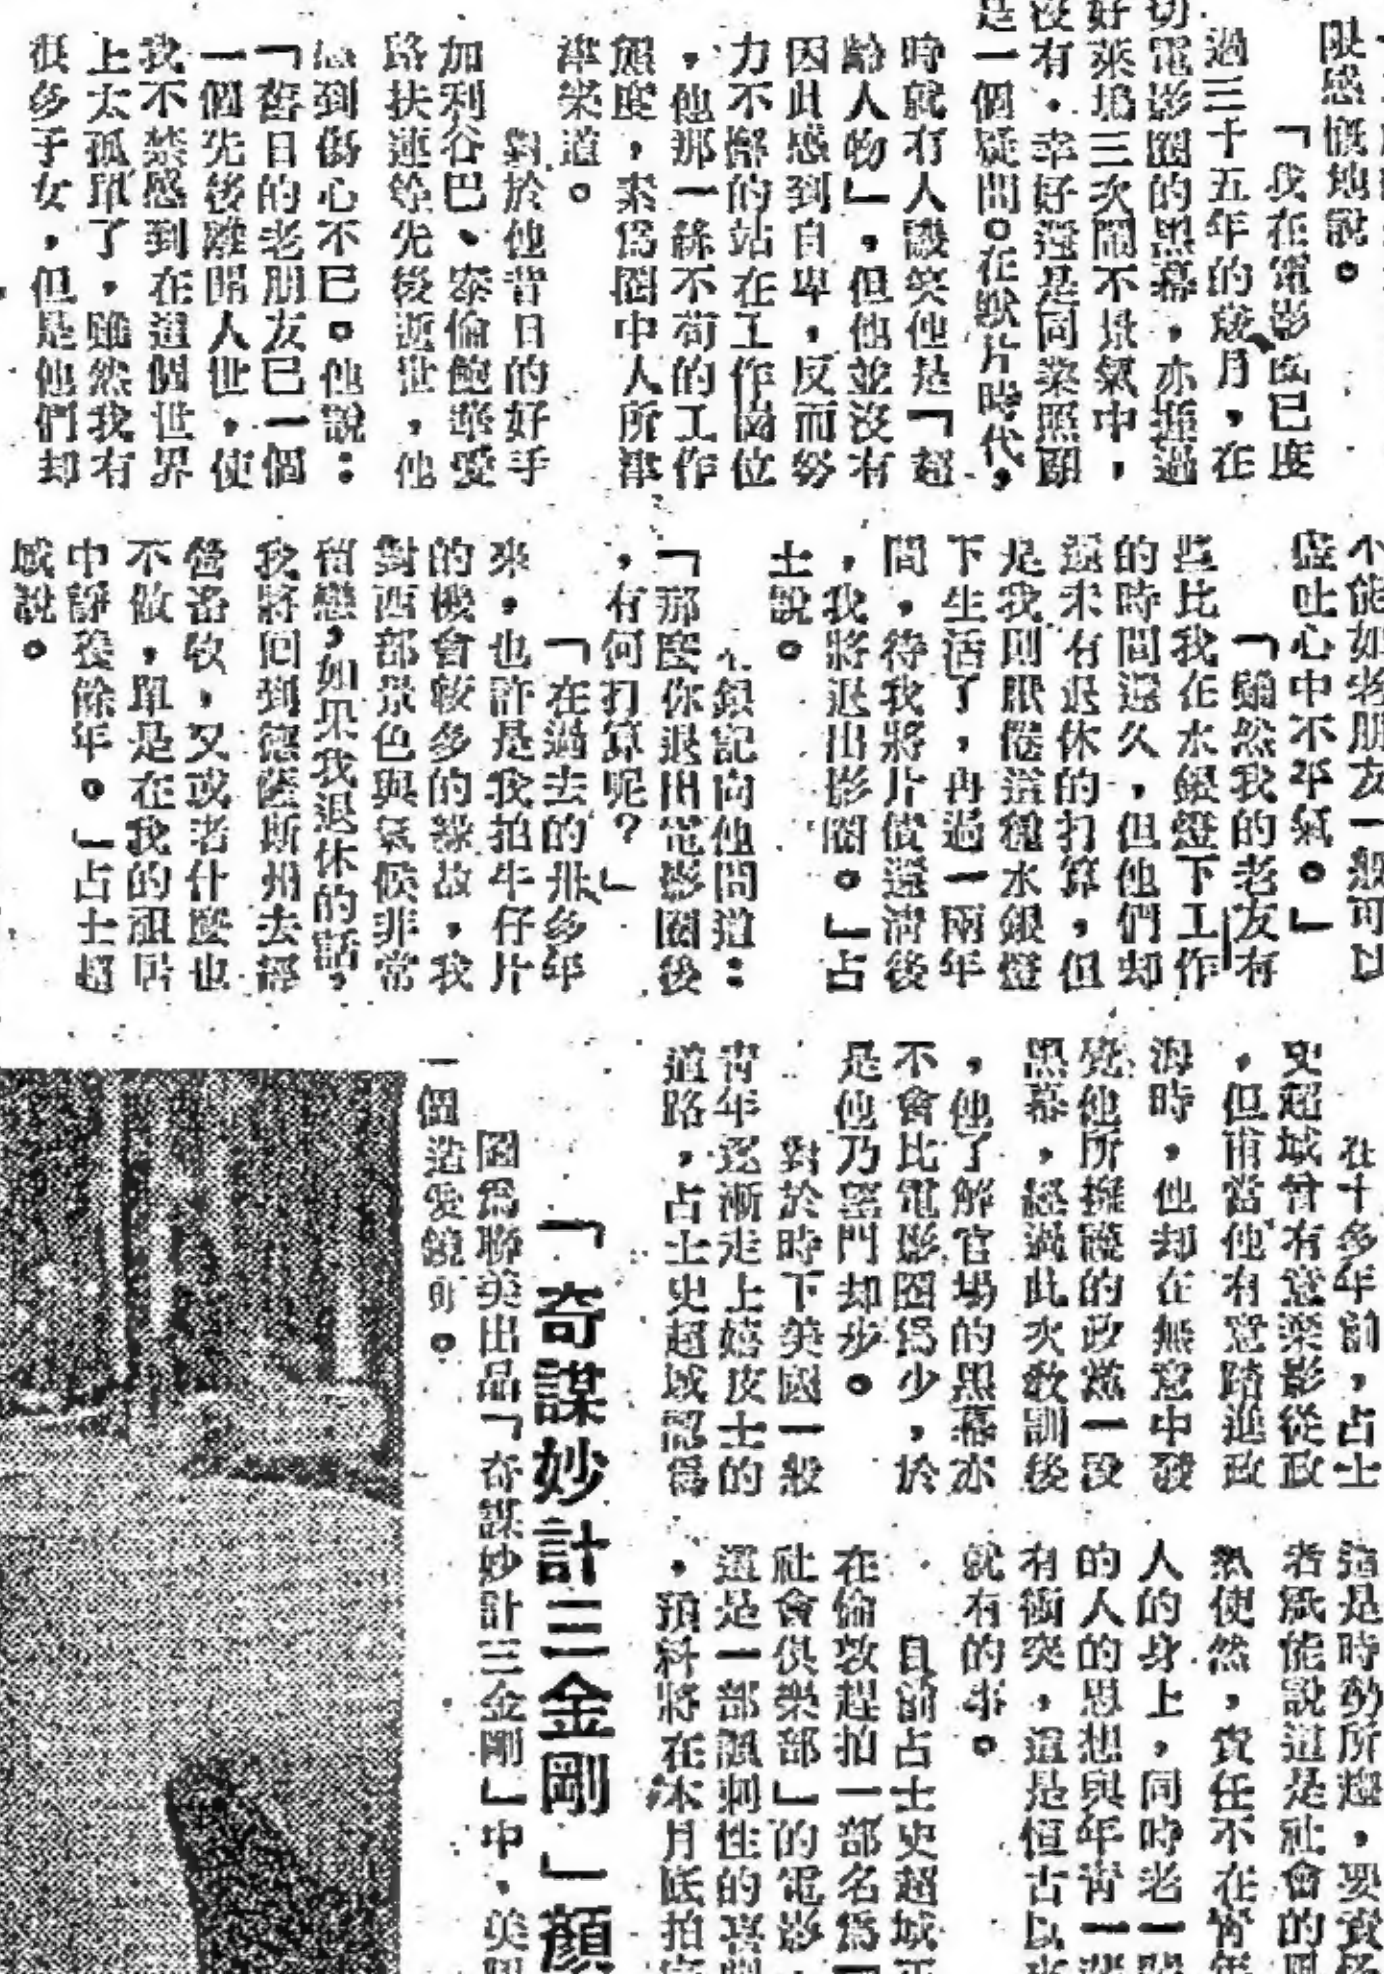 限感慨地說。
「我在電影圈已度
過三十五年的歲月，在
切電影圈的黑幕，亦
好萊塢三次鬧不景氣中，
沒有。幸好還是同業照顧
是一個疑問。在默片時代，
時就有人譏笑他是「超
齡人物」，但他並沒有
因此感到自卑，反而努
力不懈的站在工作崗位
，他那一絲不苟的工作
態度，素爲圈中人所津
津樂道。
對於他昔日的好手
加利谷巴、泰倫鮑華愛
路扶連等先後逝世，他
感到傷心不已。他說：
「舊日的老朋友已一個
一個先後離開人世，使
我不禁感到在這個世界
上太孤單了，雖然我有
很多子女，但是他們却
不能如老朋友一般可以
盡吐心中不平氣。」
「雖然我的老友有
些比我在水銀燈下工作
的時間還久，但他們却
還未有退休的打算，但
是我則厭倦這種水銀燈
下生活了，再過一兩年
間，待我將片債還清後
，我將退出影圈。」占
士說。
銀記向他問道：
「那麼你退出電影圈後
，有何打算呢？」
「在過去的卅多年
來，也許是我拍牛仔片
的機會較多的緣故，我
對西部景色與氣候非常
留戀，如果我退休的話，
我將回到德薩斯州去經
營畜牧，又或者什麼也
不做，單是在我的祖居
中靜養餘年。」占士超
域說。
在十多年前，占士
史超城曾有意棄影從政
，但甫當他有意踏進政
海時，他却在無意中發
覺他所擁護的政黨一段
黑幕，經過此次教訓後
，他了解官場的黑幕亦
不會比電影圈爲少，於
是他乃望門却步。
對於時下美國一般
青年逐漸走上嬉皮士的
道路，占士史超域認爲
這是時勢所趨，要責
者祇能說這是社會的風
熱使然，責任不在靑年
人的身上，同時老一
的人的思想與年靑一
有衝突，這是恒古以
就有的事。
目前占士史超城正
在倫敦趕拍一部名爲「
社會俱樂部」的電影，
這是一部諷刺性的喜劇
，預料將在本月底拍
「奇謀妙計三金剛」顏
圖爲聯美出品「奇謀妙計三金剛」中，美
一個造愛鏡頭。